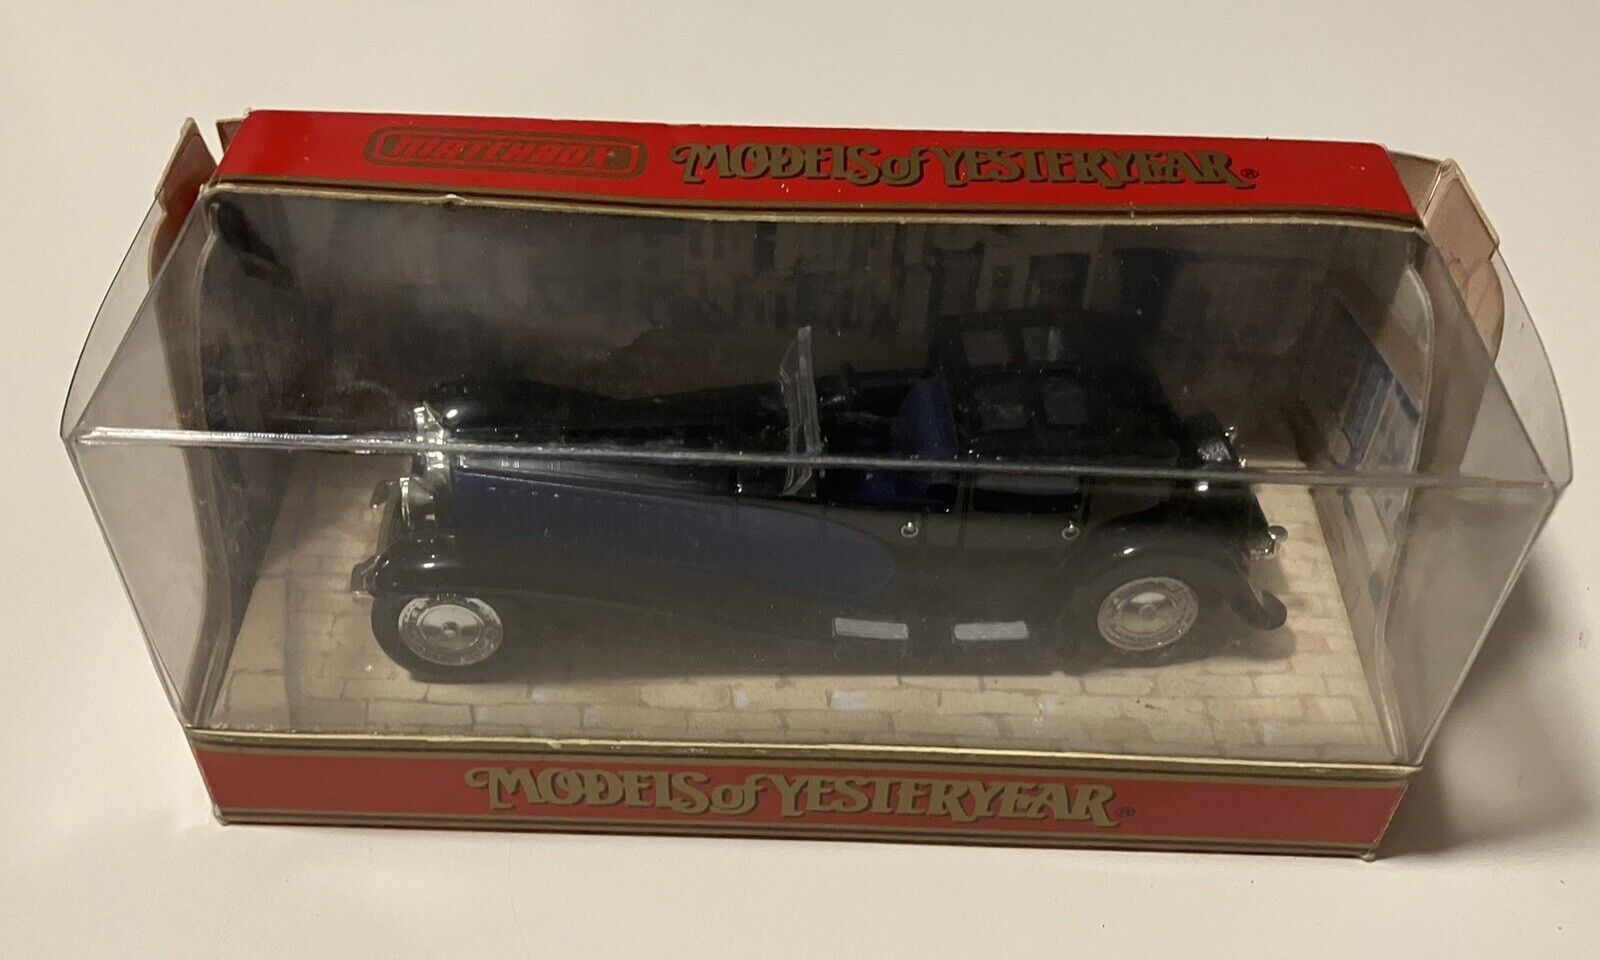 MATCHBOX MODELS of YESTERYEAR®
MODELS of YESTERYEAR®